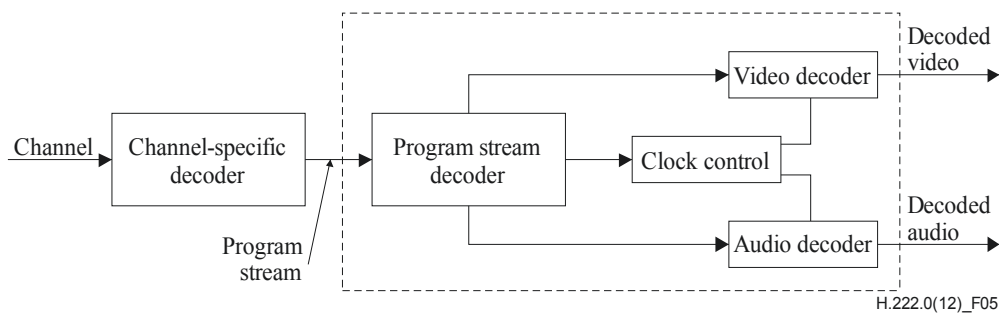 Decoded
video
Video decoder
Channel
Channel-specific
decoder
Program stream
decoder
Clock control
Program
stream
Decoded
audio
Audio decoder
H.222.0(12)_F05